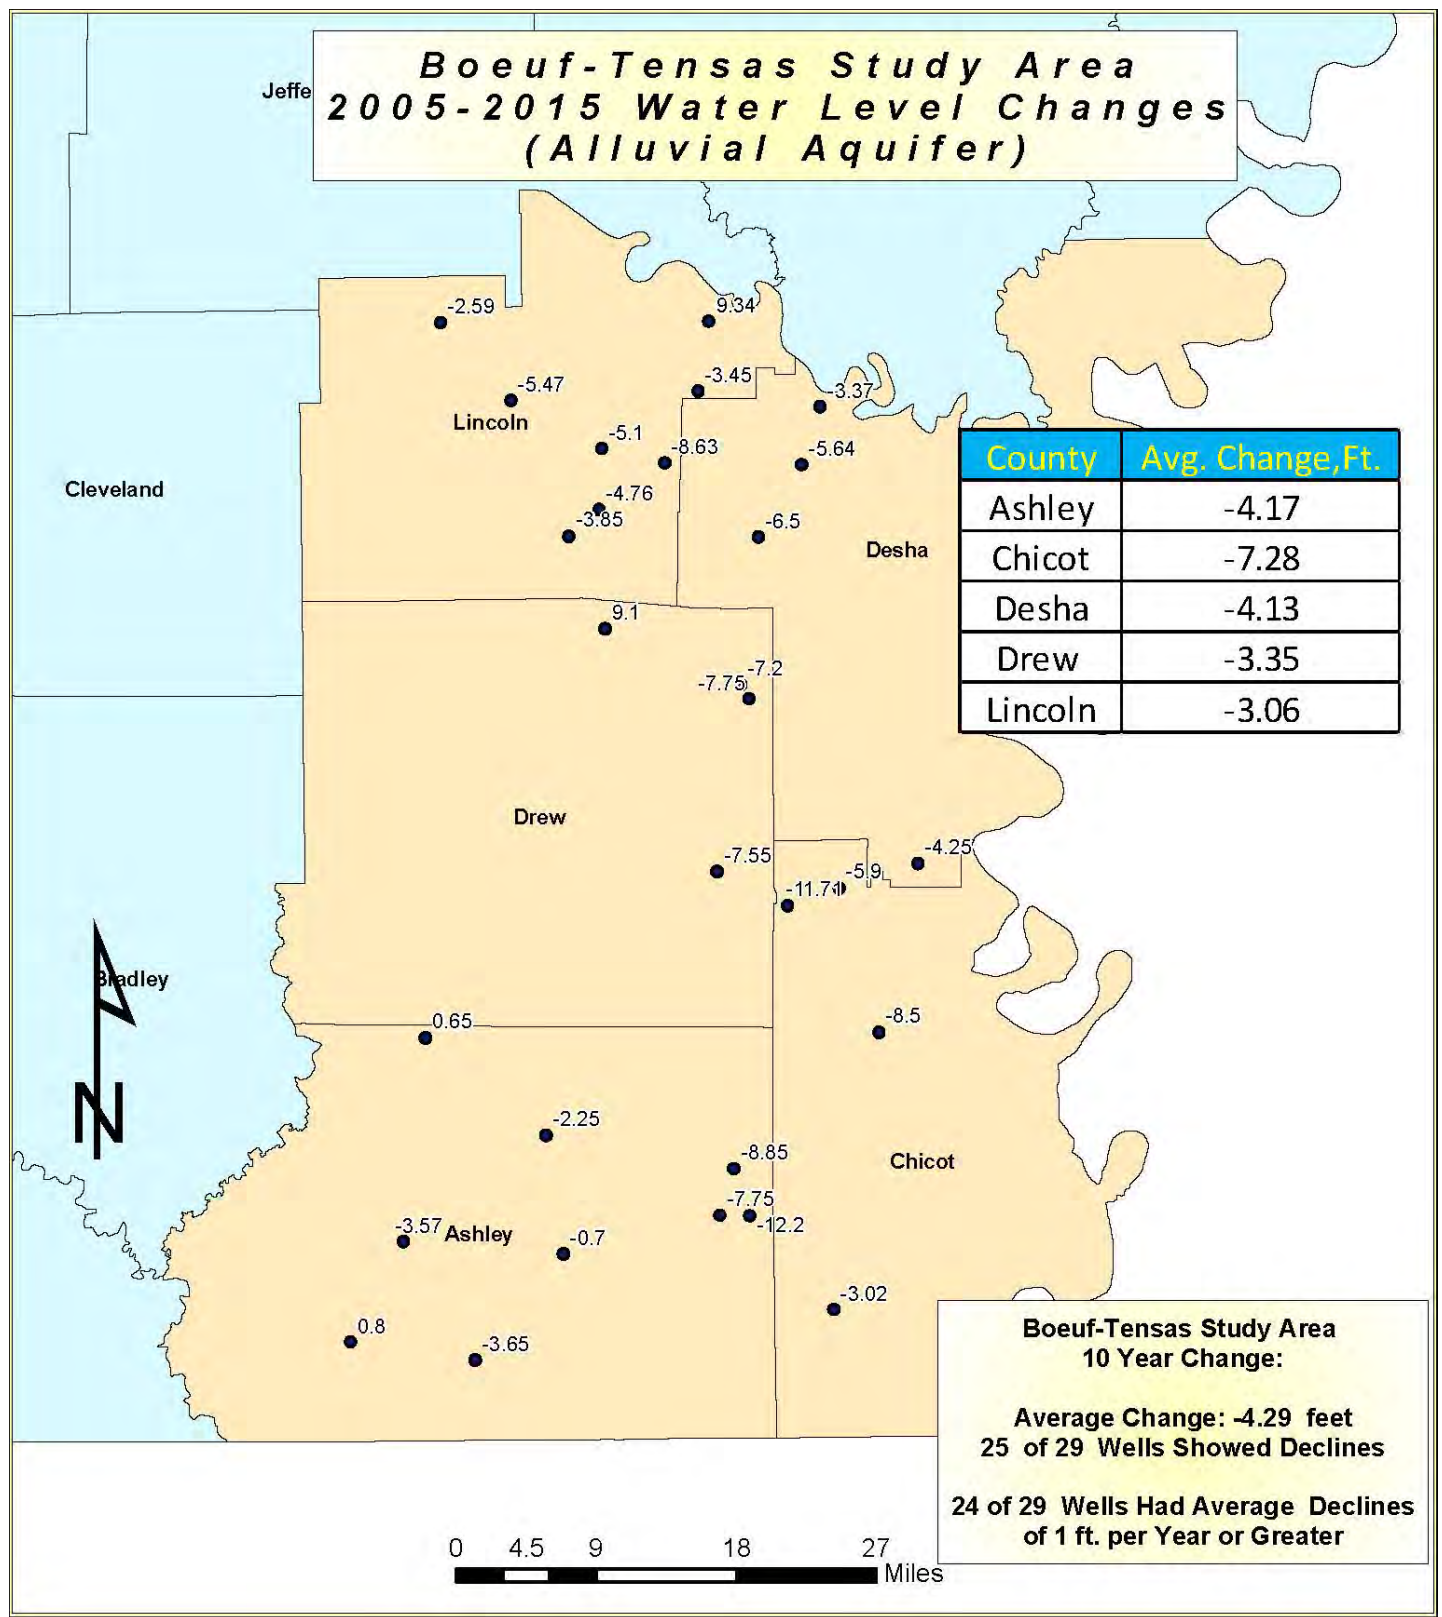 Boeuf-Tensas Study Area
2005-2015 Water Level Changes
(Alluvial Aquifer)
Jeffe
-2.59
9.34
-3.45
-5.47
-3.37
Lincoln
-5.1
-8.63
-5.64
-4.76
-3.85
-6.5
Cleveland
Desha
County Avg. Change,Ft.
Ashley -4.17
Chicot -7.28
Desha -4.13
Drew -3.35
Lincoln -3.06
9.1
-7.2
-7.75
Drew
-7.55
-4.25
-5.9
-11.71
Bradley
N
0.65
-8.5
-2.25
-8.85
Chicot
-7.75
-12.2
-3.57
Ashley
-0.7
-3.02
0.8
-3.65
Boeuf-Tensas Study Area
10 Year Change:
Average Change: -4.29 feet
25 of 29 Wells Showed Declines
24 of 29 Wells Had Average Declines
of 1 ft. per Year or Greater
0 4.5 9 18 27
Miles